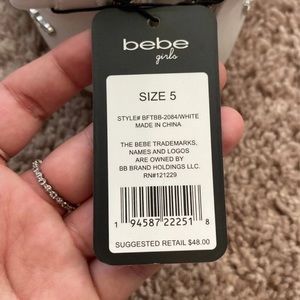 bebe
girls
SIZE 5
STYLE# BFTBB-2084/WHITE
MADE IN CHINA
THE BEBE TRADEMARKS,
NAMES AND LOGOS
ARE OWNED BY
BB BRAND HOLDINGS LLC.
RN#121229
1 94587 22251 8
SUGGESTED RETAIL $48.00